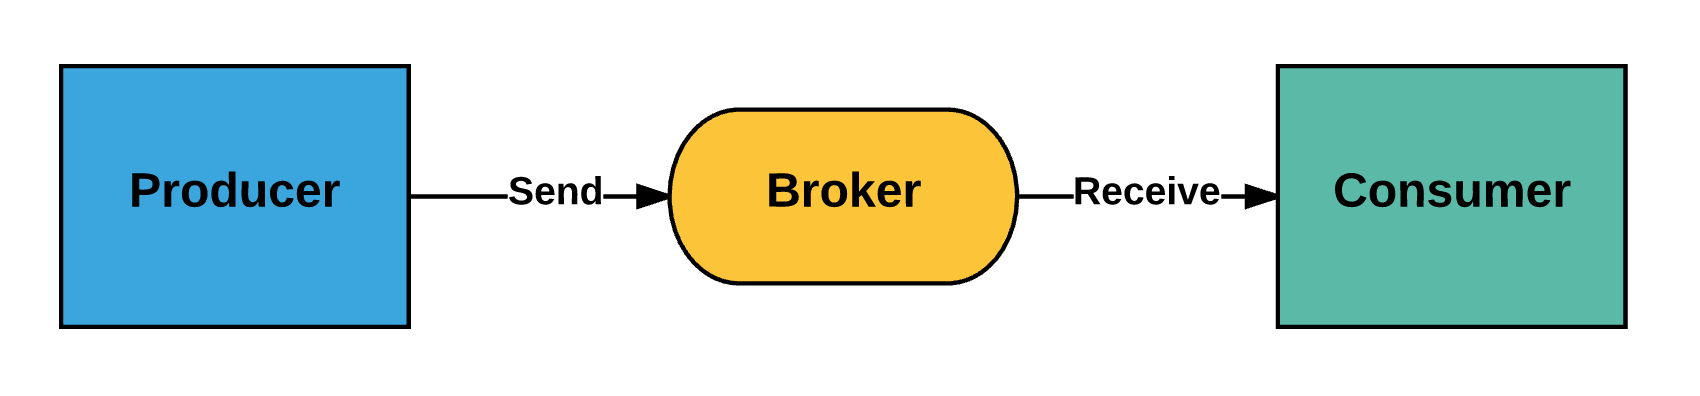 Producer
Send
Broker
Receive
Consumer